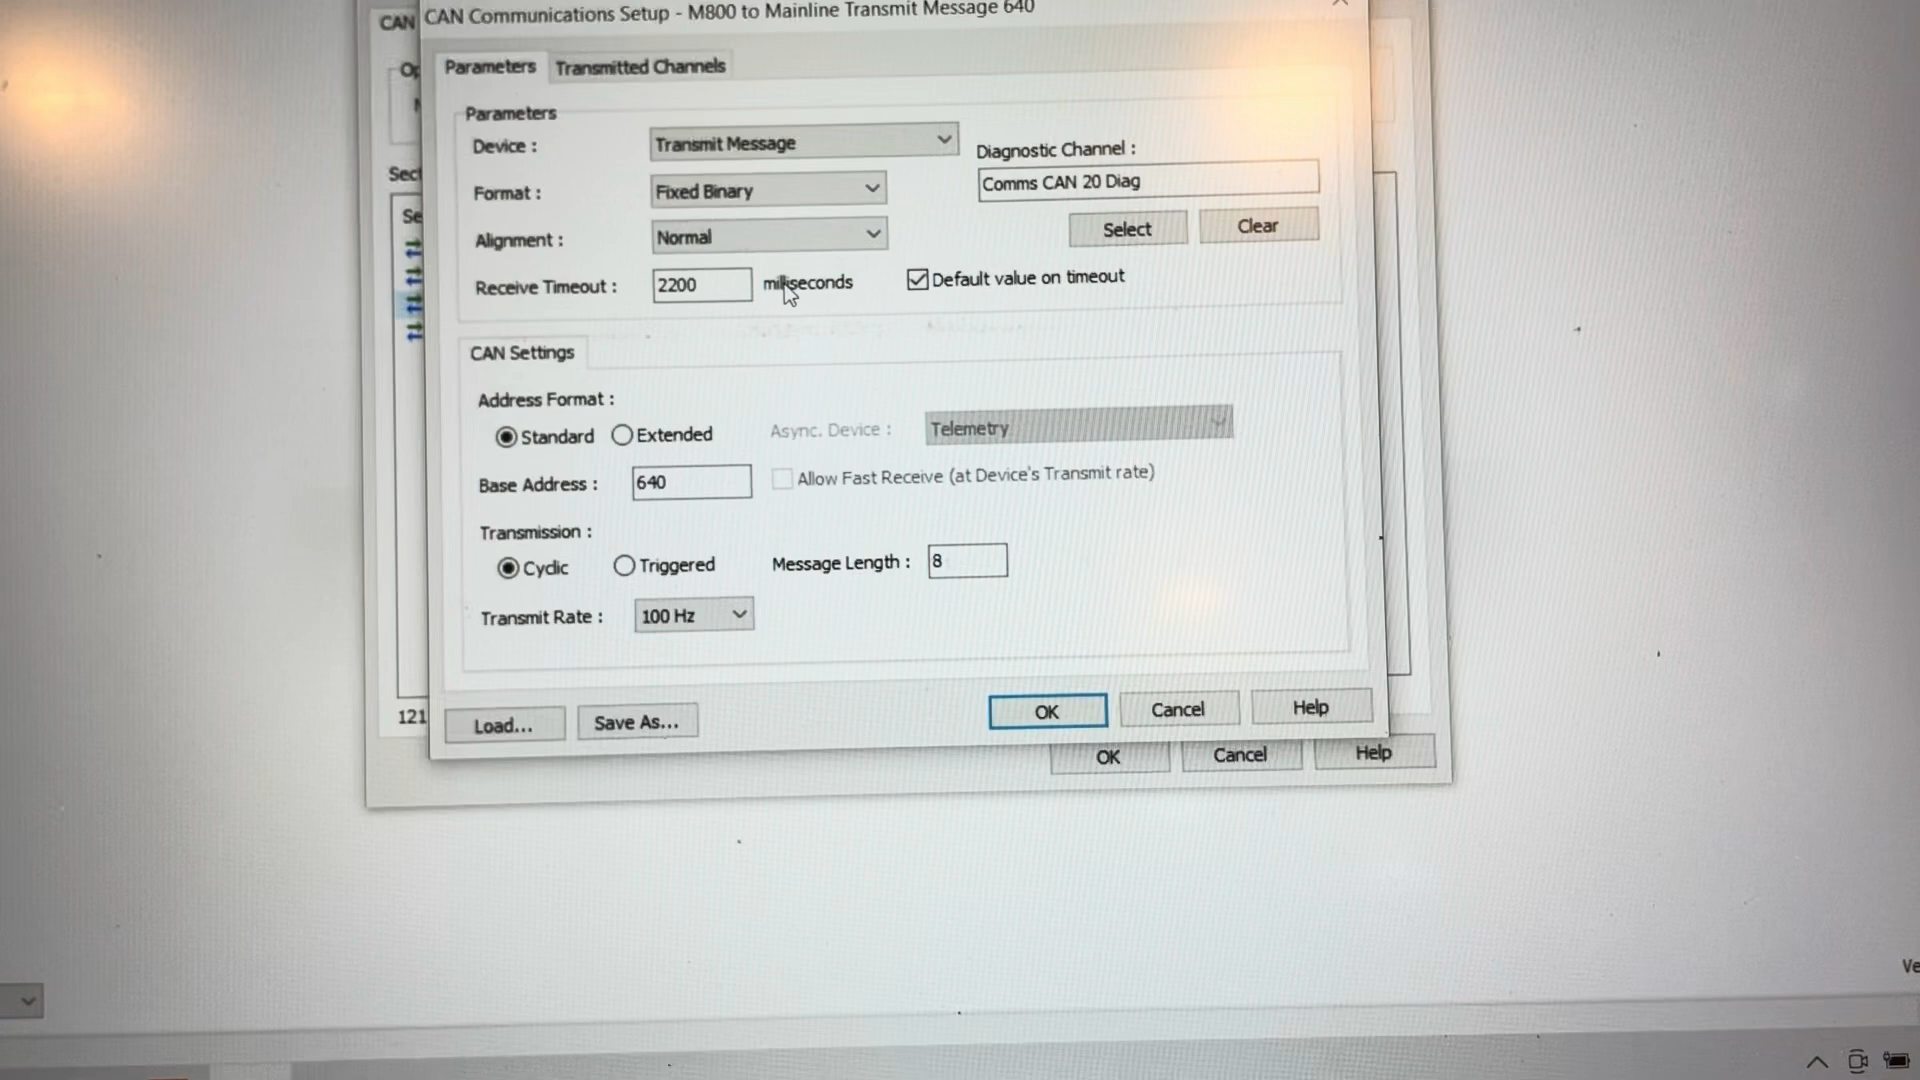 CAN
CAN Communications Setup - M800 to Mainline Transmit Message 640
Parameters
Transmitted Channels
Parameters
Device :
Transmit Message
Diagnostic Channel :
Format :
Fixed Binary
Comms CAN 20 Diag
Select
Clear
Alignment :
Normal
Receive Timeout :
2200
milliseconds
Default value on timeout
Sect
Se
CAN Settings
Address Format :
Standard
Extended
Async. Device :
Telemetry
Base Address :
640
Allow Fast Receive (at Device's Transmit rate)
Transmission :
Cyclic
Triggered
Message Length :
8
Transmit Rate :
100 Hz
121
Load...
Save As...
OK
Cancel
Help
OK
Cancel
Help
Ve